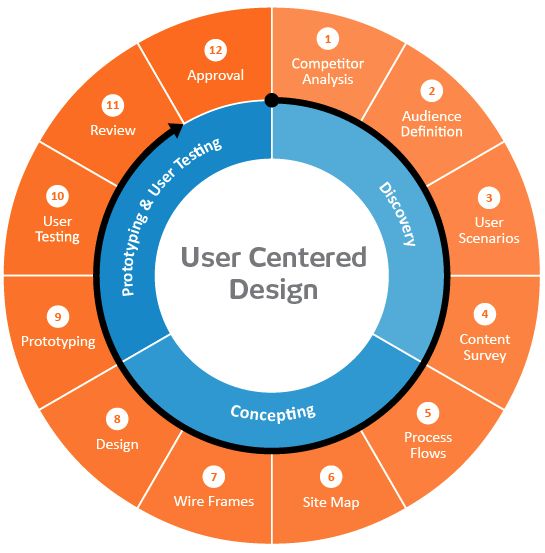 User Centered
Design
Discovery
Concepting
Prototyping & User Testing
1
Competitor
Analysis
2
Audience
Definition
3
User
Scenarios
4
Content
Survey
5
Process
Flows
6
Site Map
7
Wire Frames
8
Design
9
Prototyping
10
User
Testing
11
Review
12
Approval